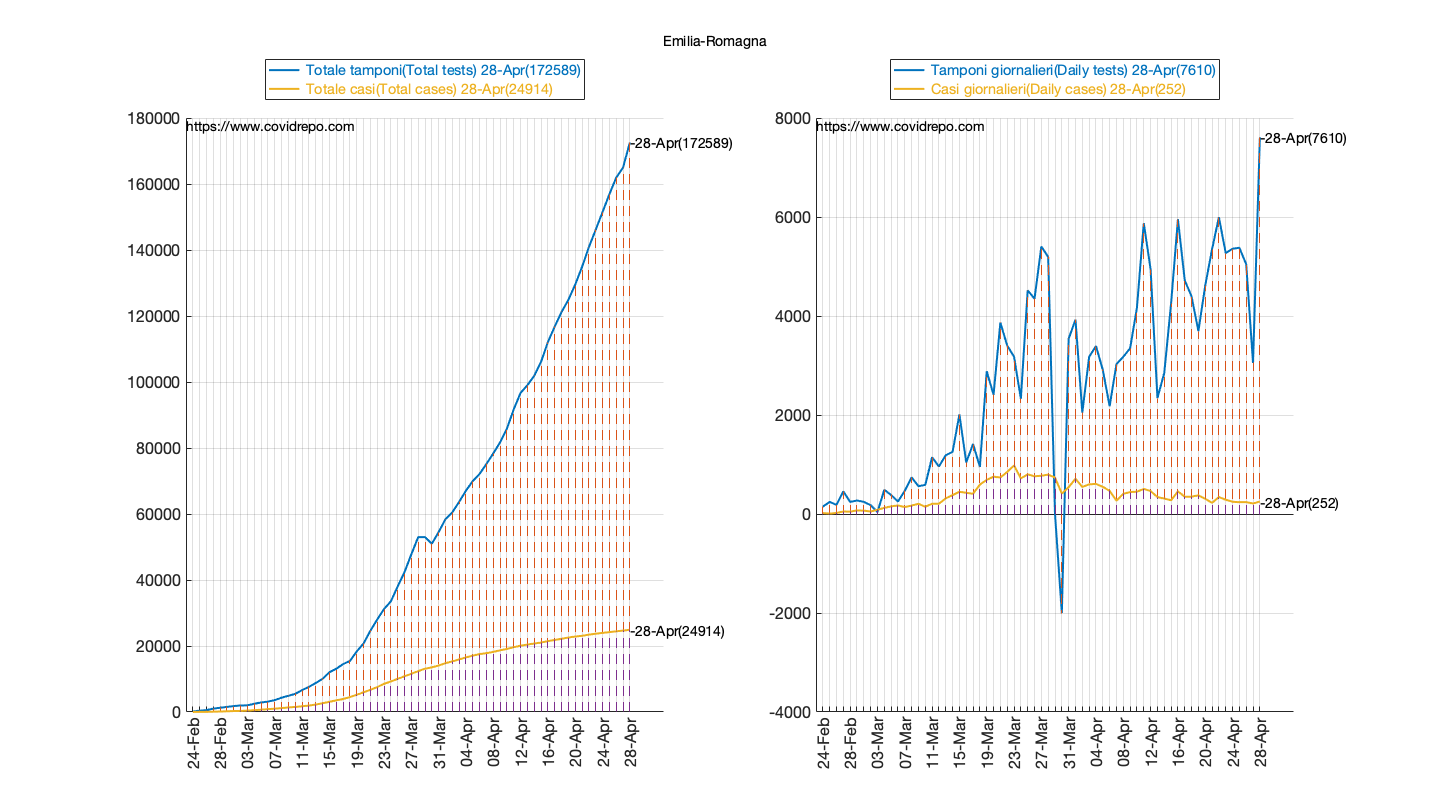 Emilia-Romagna
Totale tamponi(Total tests) 28-Apr(172589)
Totale casi(Total cases) 28-Apr(24914)
180000
https://www.covidrepo.com
28-Apr(172589)
160000
140000
120000
100000
80000
60000
40000
20000
28-Apr(24914)
0
24-Feb
28-Feb
03-Mar
07-Mar
11-Mar
15-Mar
19-Mar
23-Mar
27-Mar
31-Mar
04-Apr
08-Apr
12-Apr
16-Apr
20-Apr
24-Apr
28-Apr
Tamponi giornalieri(Daily tests) 28-Apr(7610)
Casi giornalieri(Daily cases) 28-Apr(252)
8000
https://www.covidrepo.com
28-Apr(7610)
6000
4000
2000
28-Apr(252)
0
-2000
-4000
24-Feb
28-Feb
03-Mar
07-Mar
11-Mar
15-Mar
19-Mar
23-Mar
27-Mar
31-Mar
04-Apr
08-Apr
12-Apr
16-Apr
20-Apr
24-Apr
28-Apr